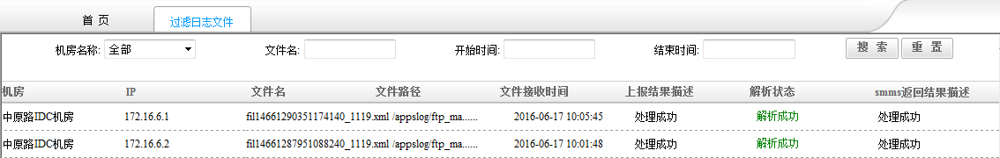 首 页 过滤日志文件
机房名称: 全部 文件名: 开始时间: 结束时间: 搜 索 重 置
机房 IP 文件名 文件路径 文件接收时间 上报结果描述 解析状态 smms返回结果描述
中原路IDC机房 172.16.6.1 fill14661290351174140_1119.xml /appslog/ftp_ma...... 2016-06-17 10:05:45 处理成功 解析成功 处理成功
中原路IDC机房 172.16.6.2 fill14661287951088240_1119.xml /appslog/ftp_ma...... 2016-06-17 10:01:48 处理成功 解析成功 处理成功